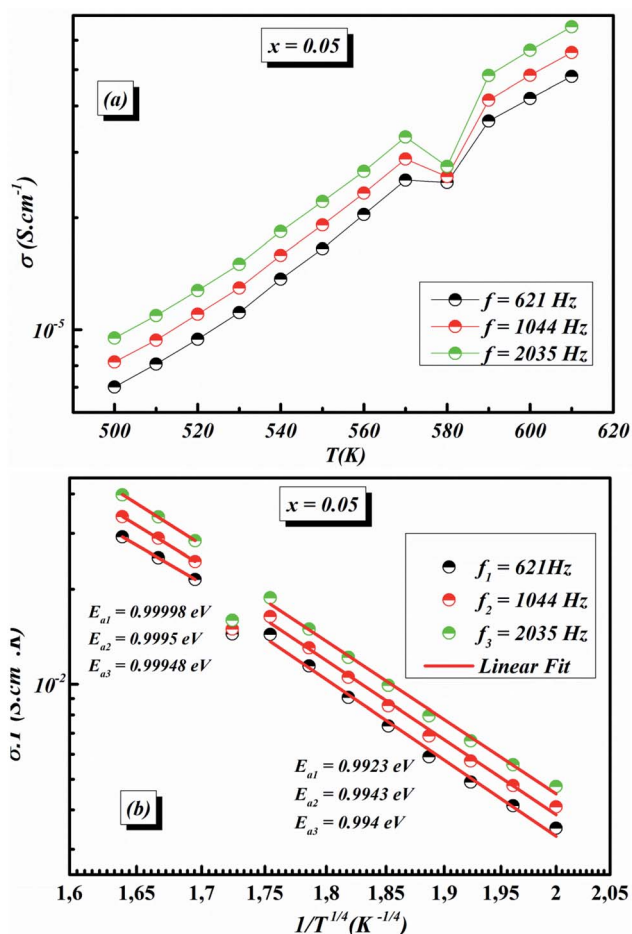 x = 0.05
(a)
σ (S.cm⁻¹)
10⁻⁵
f = 621 Hz
f = 1044 Hz
f = 2035 Hz
500 520 540 560 580 600 620
T(K)
x = 0.05
f₁ = 621Hz
f₂ = 1044 Hz
f₃ = 2035 Hz
Linear Fit
Eₐ₁ = 0.99998 eV
Eₐ₂ = 0.9995 eV
Eₐ₃ = 0.99948 eV
10⁻²
Eₐ₁ = 0.9923 eV
Eₐ₂ = 0.9943 eV
Eₐ₃ = 0.994 eV
(b)
1,6 1,65 1,7 1,75 1,8 1,85 1,9 1,95 2 2,05
1/T¹ᐟ⁴(K⁻¹ᐟ⁴)